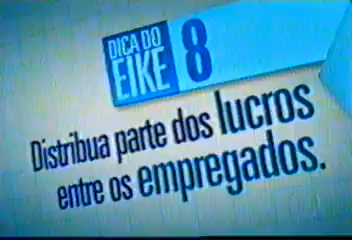 DICA DO
EIKE 8
Distribua parte dos lucros
entre os empregados.